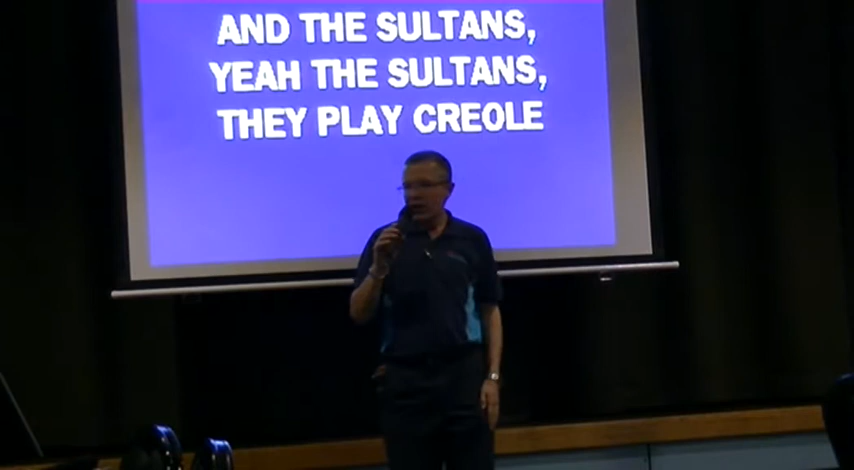 AND THE SULTANS,
YEAH THE SULTANS,
THEY PLAY CREOLE